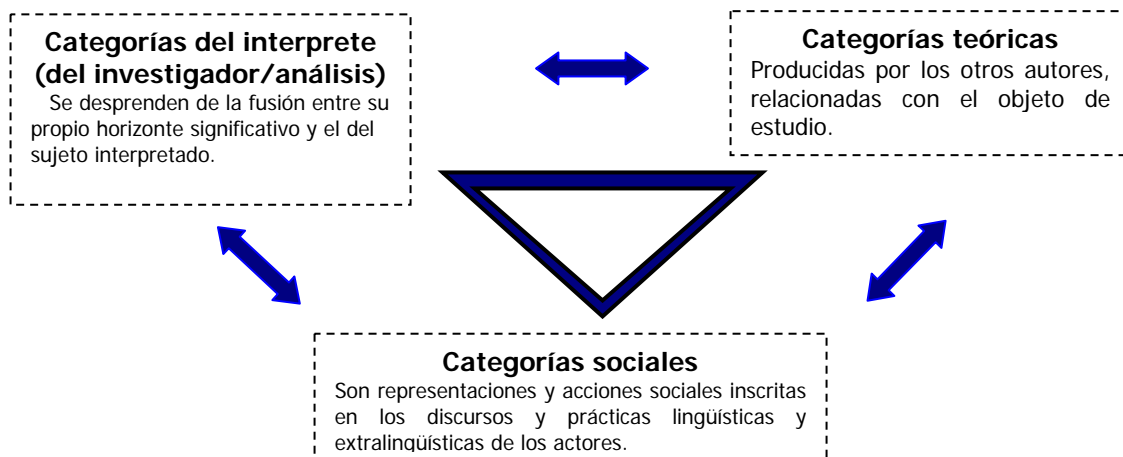 Categorías del interprete
(del investigador/análisis)
Se desprenden de la fusión entre su
propio horizonte significativo y el del
sujeto interpretado.
Categorías teóricas
Producidas por los otros autores,
relacionadas con el objeto de
estudio.
Categorías sociales
Son representaciones y acciones sociales inscritas
en los discursos y prácticas lingüísticas y
extralingüísticas de los actores.